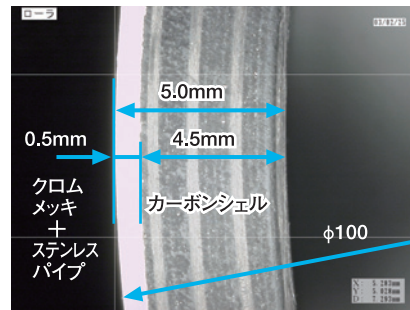 ローラ
5.0mm
0.5mm
4.5mm
クロム
メッキ
+
ステンレス
パイプ
カーボンシェル
φ100